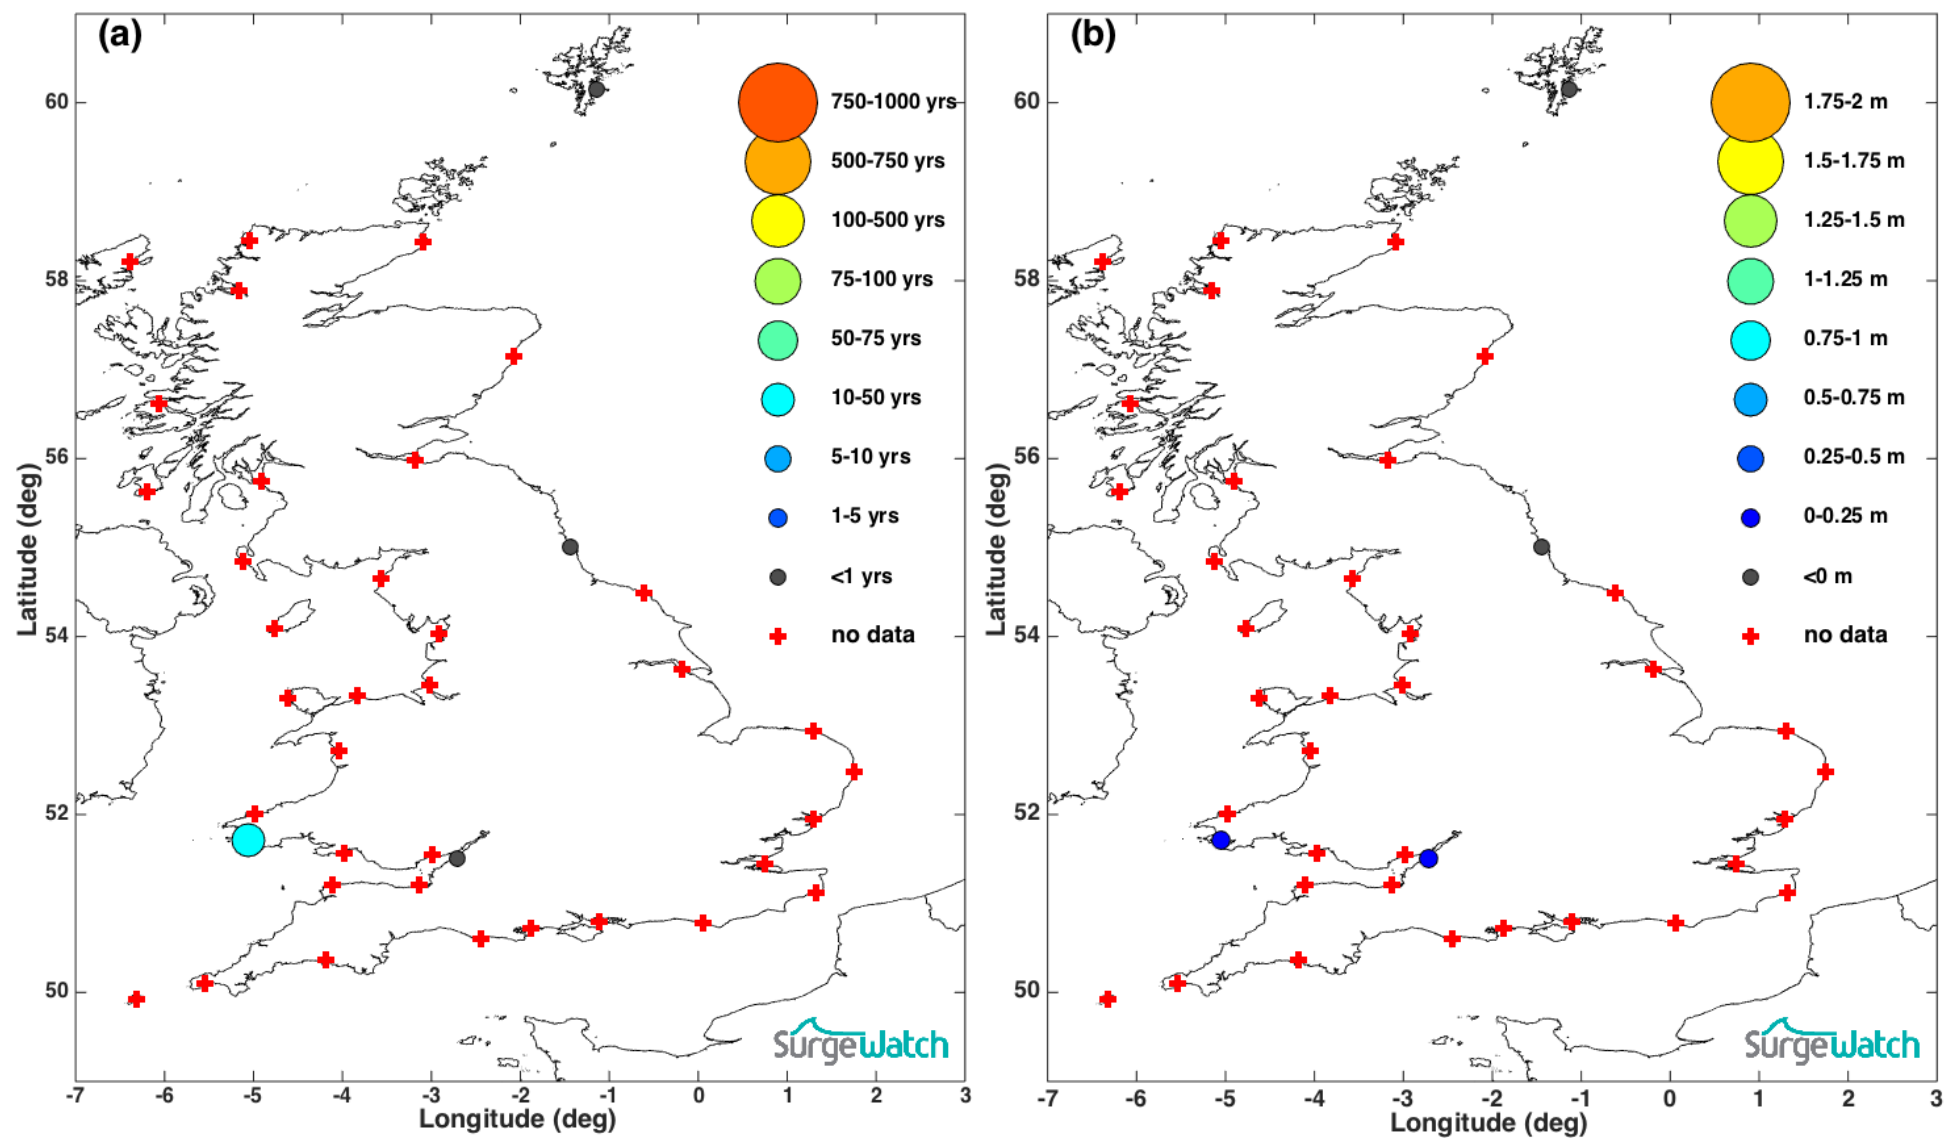 (a)
750-1000 yrs
500-750 yrs
100-500 yrs
75-100 yrs
50-75 yrs
10-50 yrs
5-10 yrs
1-5 yrs
<1 yrs
no data
60
58
56
54
52
50
Latitude (deg)
-7 -6 -5 -4 -3 -2 -1 0 1 2 3
Longitude (deg)
SurgeWatch
(b)
1.75-2 m
1.5-1.75 m
1.25-1.5 m
1-1.25 m
0.75-1 m
0.5-0.75 m
0.25-0.5 m
0-0.25 m
<0 m
no data
60
58
56
54
52
50
Latitude (deg)
-7 -6 -5 -4 -3 -2 -1 0 1 2 3
Longitude (deg)
SurgeWatch